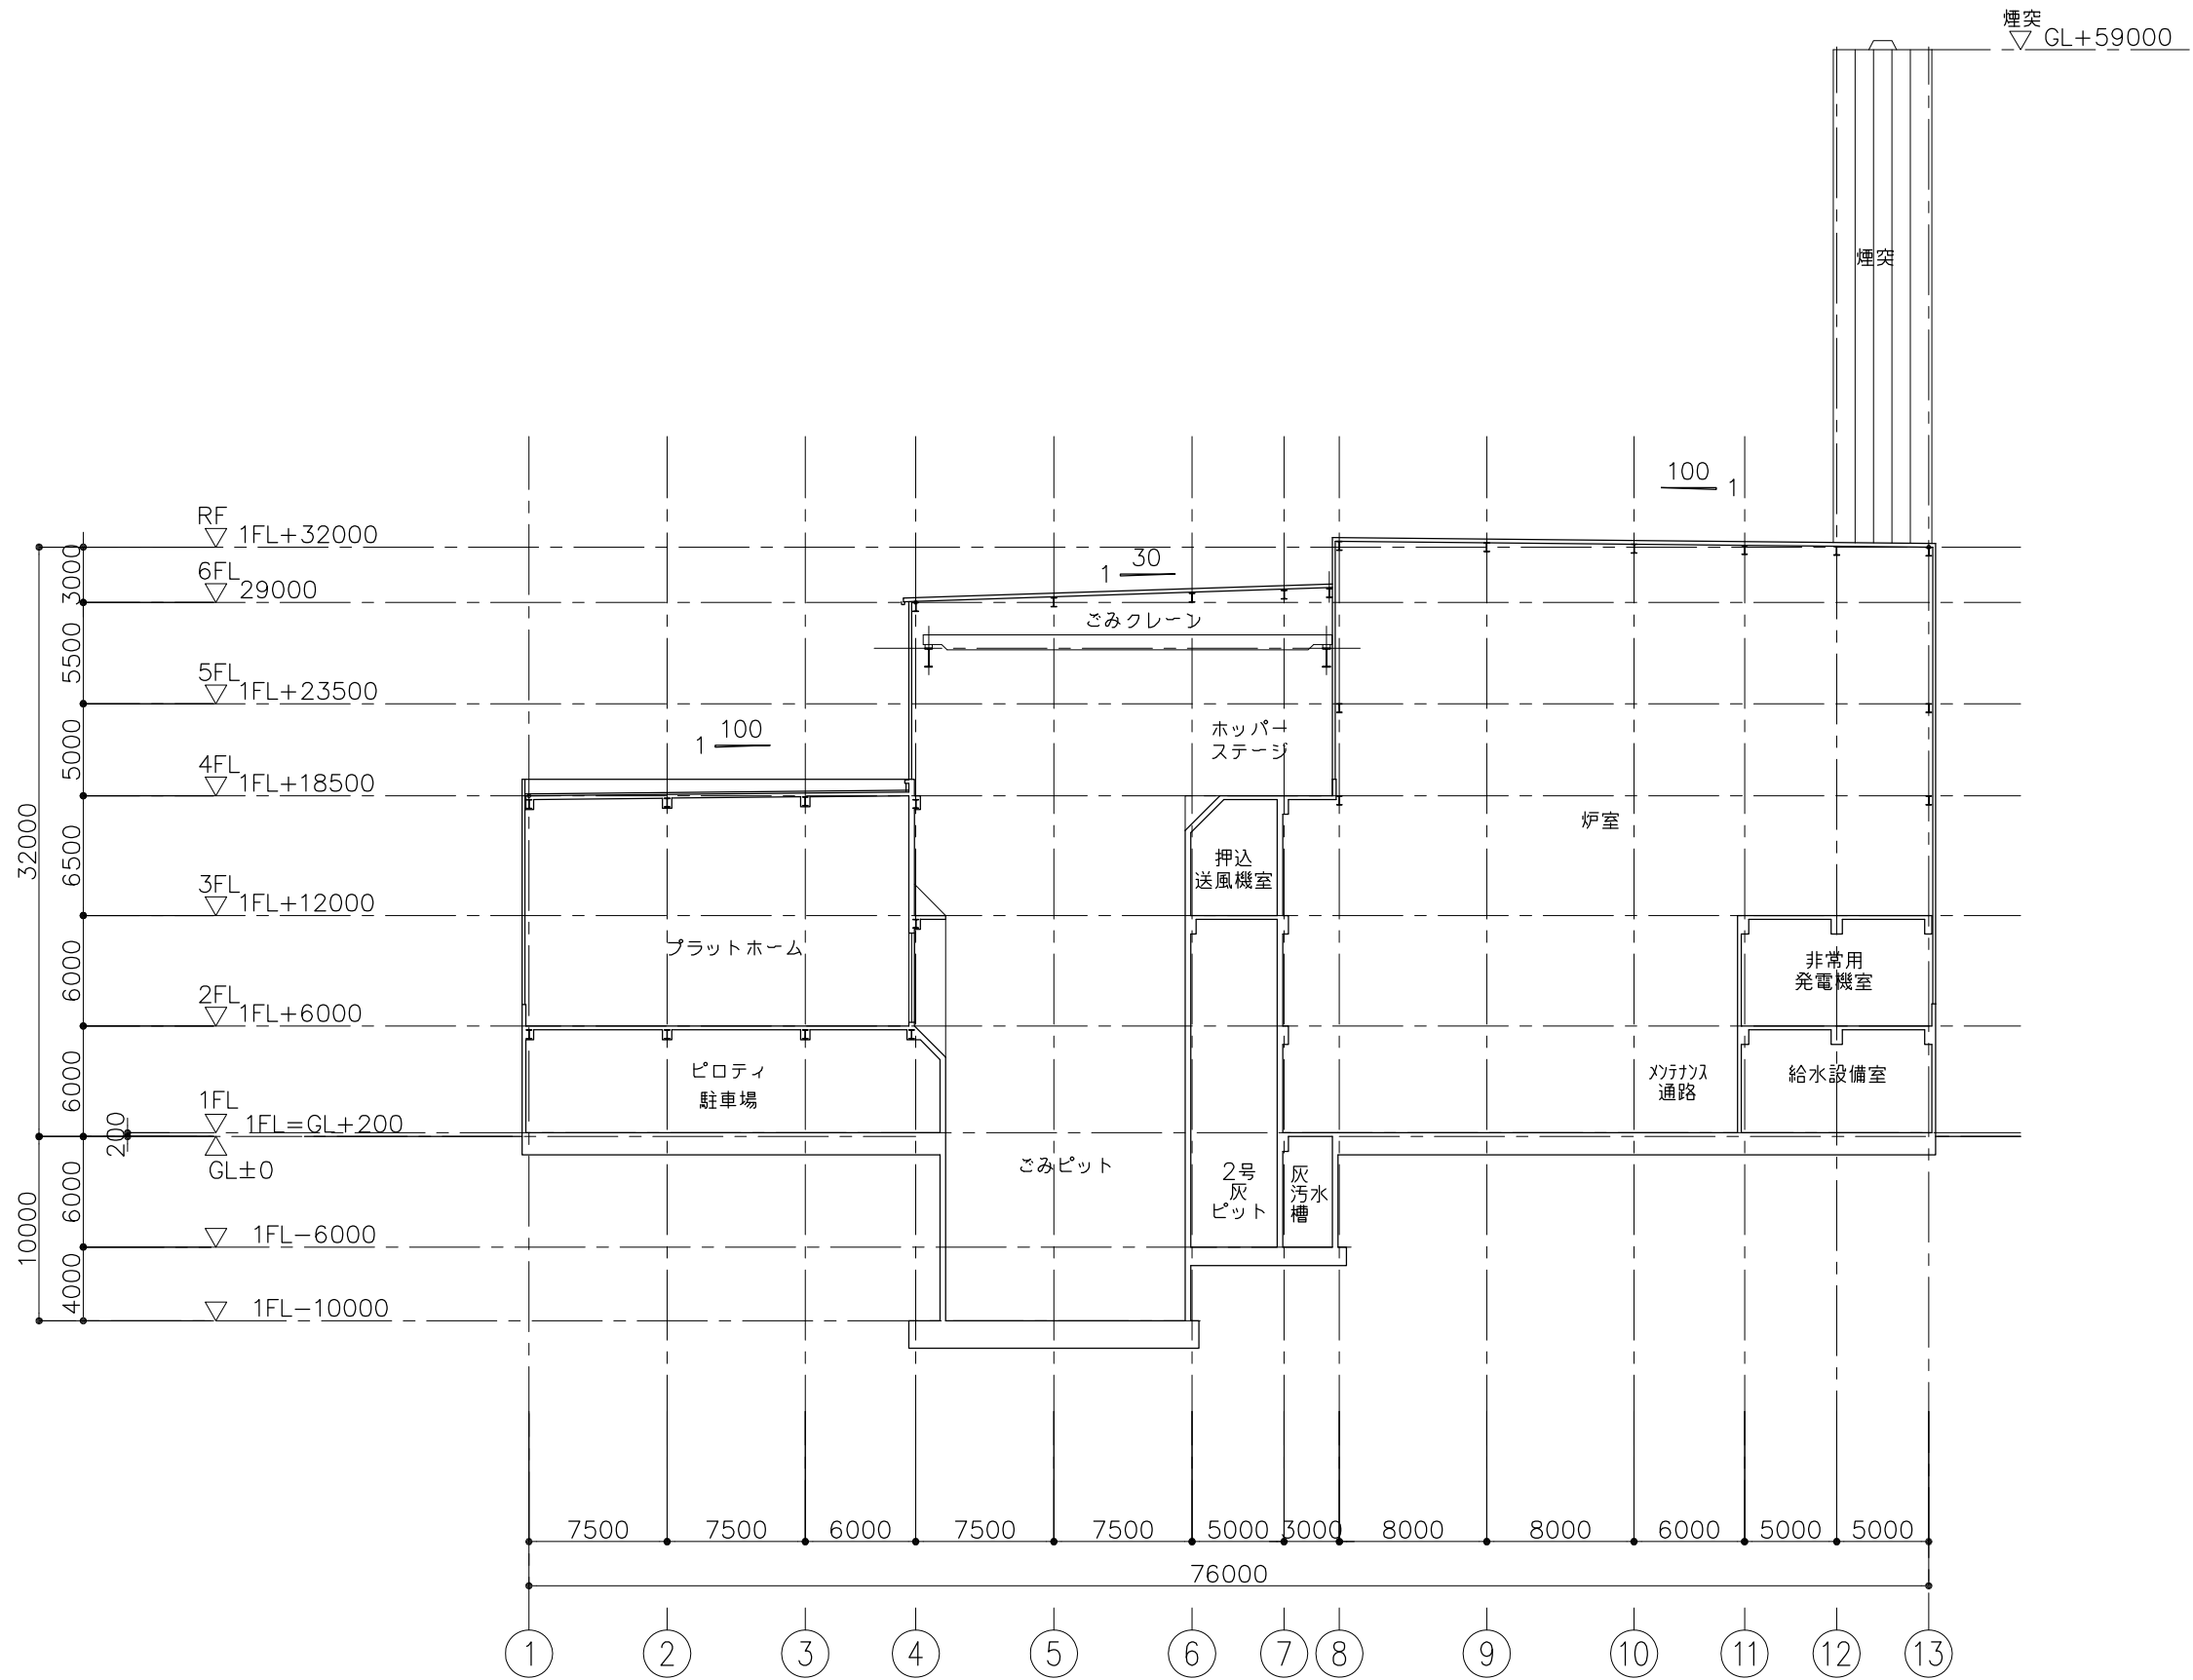 煙突
GL+59000
煙突
100
1
RF
1FL+32000
30
1
6FL
29000
ごみクレーン
5FL
1FL+23500
100
1
ホッパー
ステージ
4FL
1FL+18500
炉室
押込
送風機室
3FL
1FL+12000
プラットホーム
非常用
発電機室
2FL
1FL+6000
ピロティ
駐車場
メンテナンス
通路
給水設備室
1FL
1FL=GL+200
GL±0
ごみピット
2号
灰
ピット
灰
汚水
槽
1FL-6000
1FL-10000
3000
5500
5000
6500
6000
6000
200
6000
4000
32000
10000
7500
7500
6000
7500
7500
5000
3000
8000
8000
6000
5000
5000
76000
1
2
3
4
5
6
7
8
9
10
11
12
13